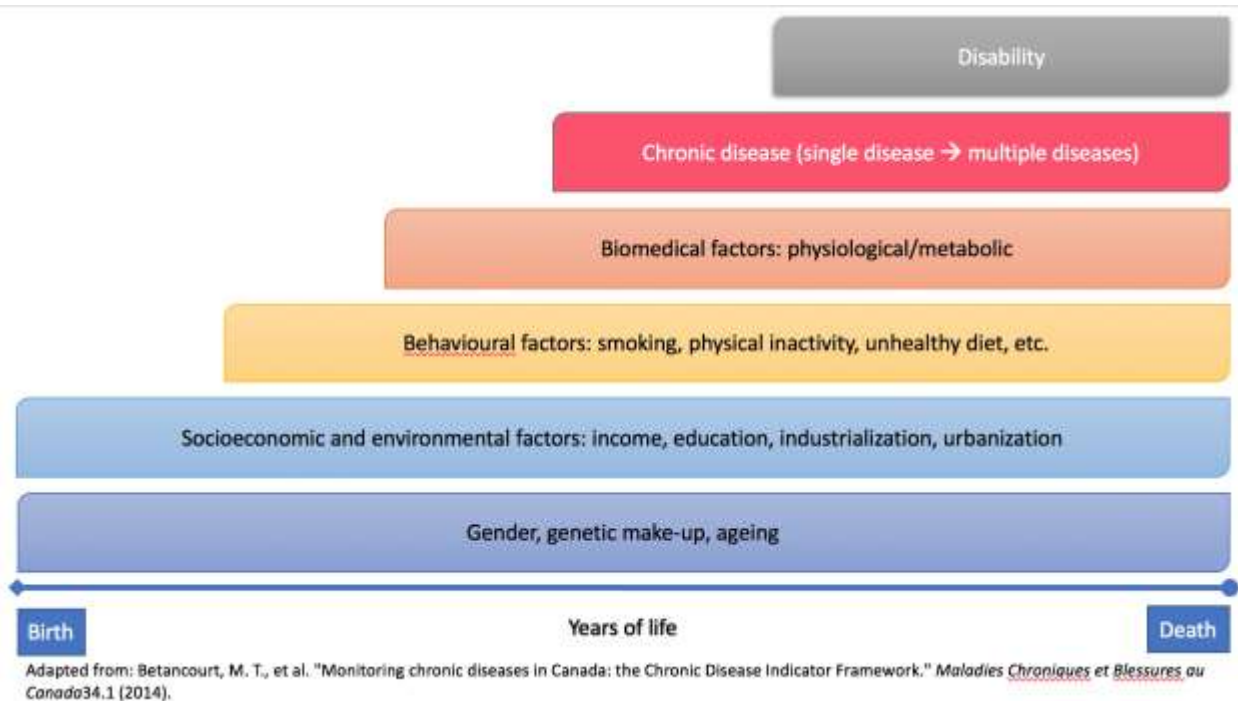 Disability
Chronic disease (single disease → multiple diseases)
Biomedical factors: physiological/metabolic
Behavioural factors: smoking, physical inactivity, unhealthy diet, etc.
Socioeconomic and environmental factors: income, education, industrialization, urbanization
Gender, genetic make-up, ageing
Birth
Years of life
Death
Adapted from: Betancourt, M. T., et al. "Monitoring chronic diseases in Canada: the Chronic Disease Indicator Framework." Maladies Chroniques et Blessures au
Canada34.1 (2014).